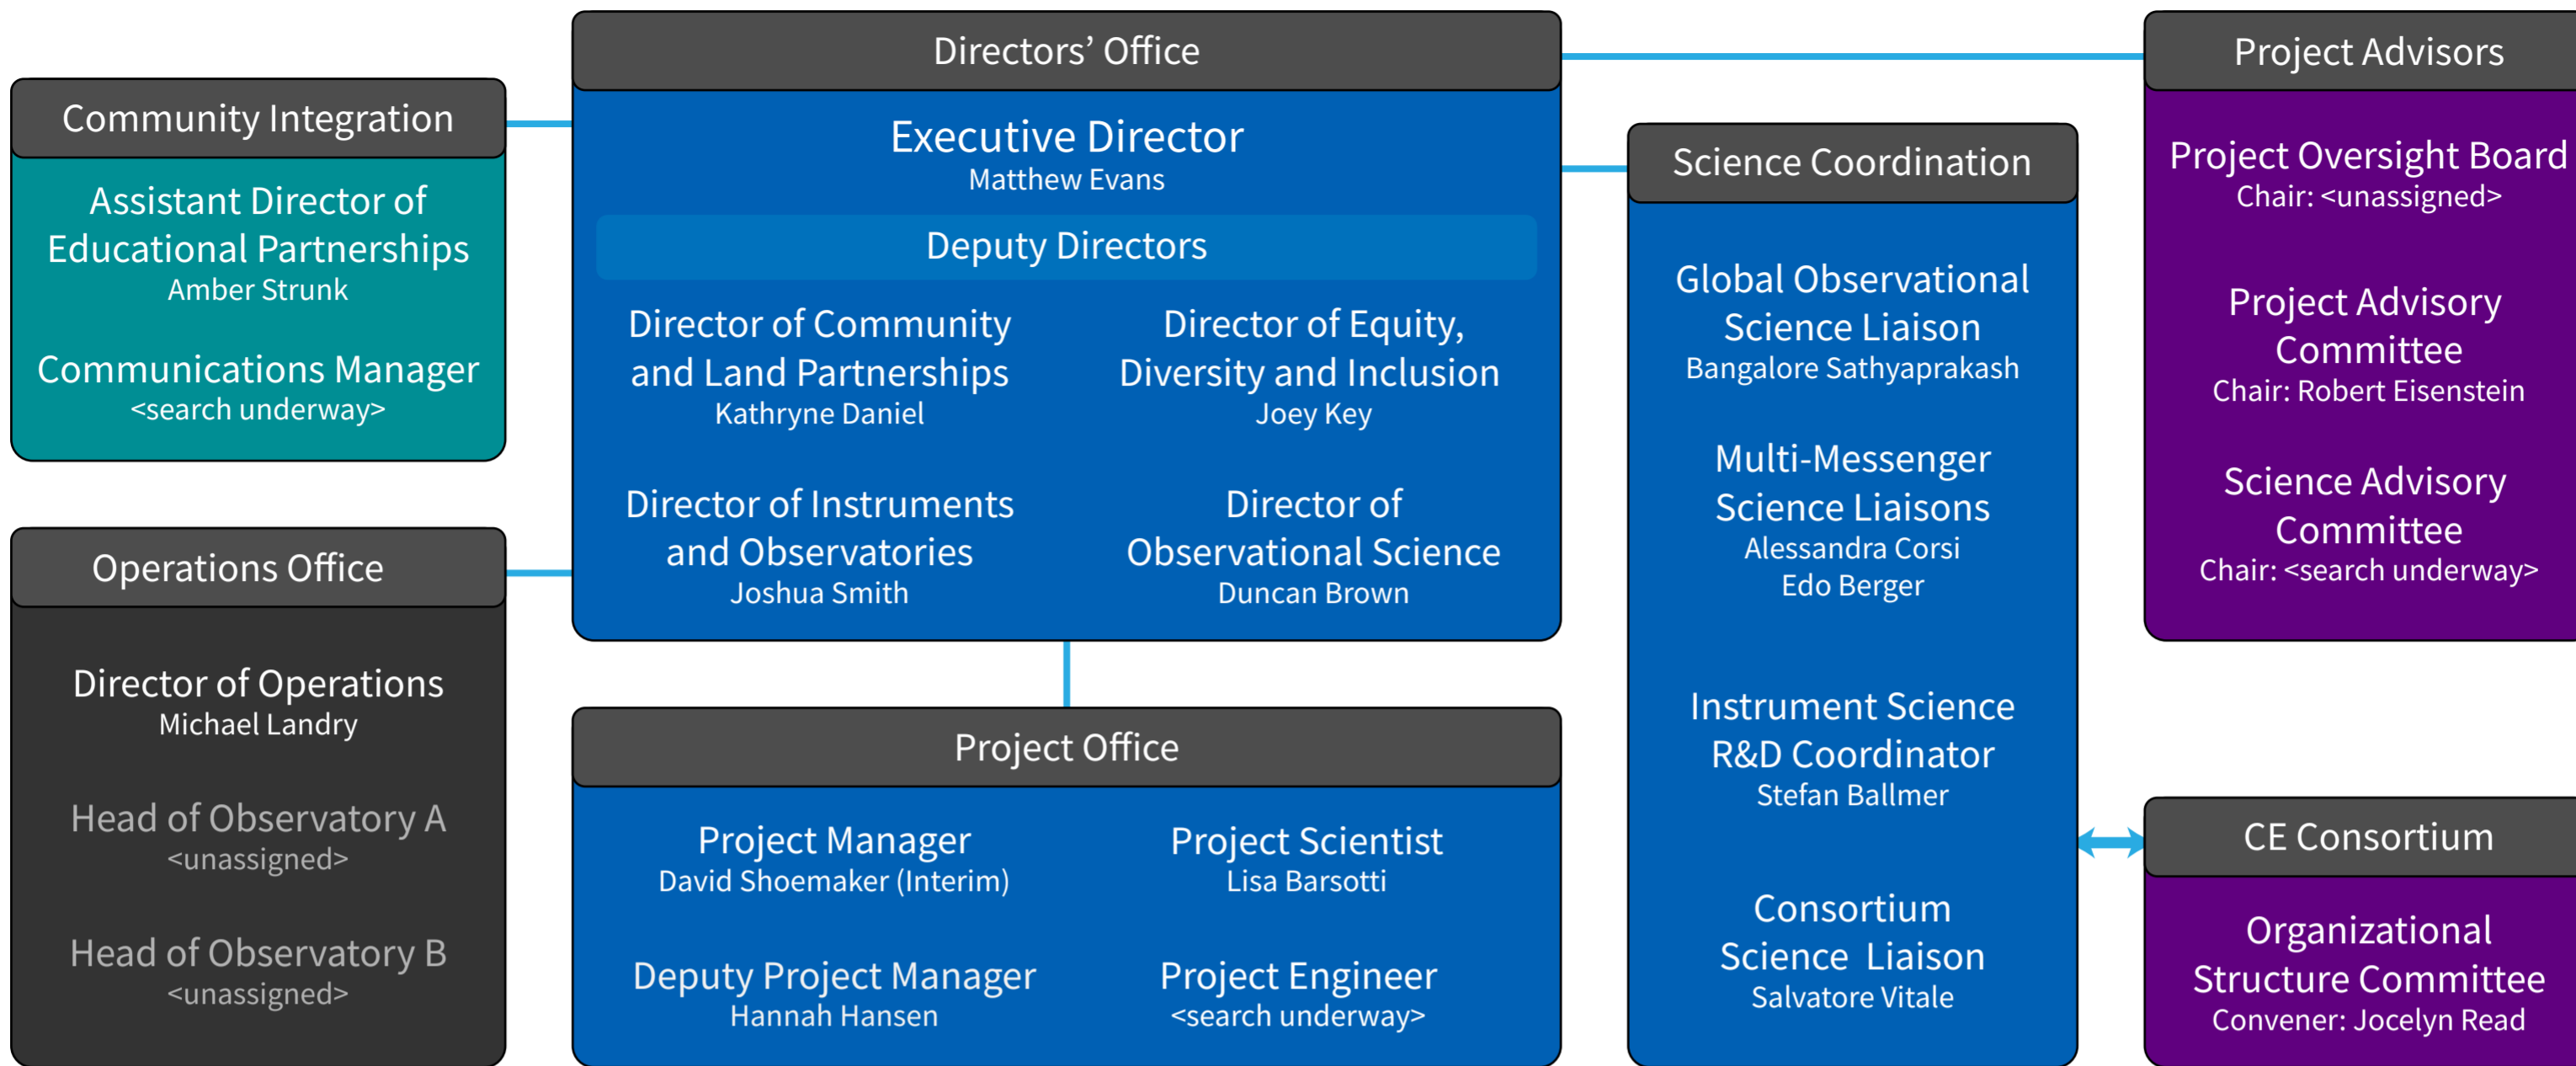 Community Integration
Assistant Director of
Educational Partnerships
Amber Strunk
Communications Manager
<search underway>
Operations Office
Director of Operations
Michael Landry
Head of Observatory A
<unassigned>
Head of Observatory B
<unassigned>
Directors’ Office
Executive Director
Matthew Evans
Deputy Directors
Director of Community
and Land Partnerships
Kathryne Daniel
Director of Equity,
Diversity and Inclusion
Joey Key
Director of Instruments
and Observatories
Joshua Smith
Director of
Observational Science
Duncan Brown
Project Office
Project Manager
David Shoemaker (Interim)
Project Scientist
Lisa Barsotti
Deputy Project Manager
Hannah Hansen
Project Engineer
<search underway>
Science Coordination
Global Observational
Science Liaison
Bangalore Sathyaprakash
Multi-Messenger
Science Liaisons
Alessandra Corsi
Edo Berger
Instrument Science
R&D Coordinator
Stefan Ballmer
Consortium
Science Liaison
Salvatore Vitale
Project Advisors
Project Oversight Board
Chair: <unassigned>
Project Advisory
Committee
Chair: Robert Eisenstein
Science Advisory
Committee
Chair: <search underway>
CE Consortium
Organizational
Structure Committee
Convener: Jocelyn Read